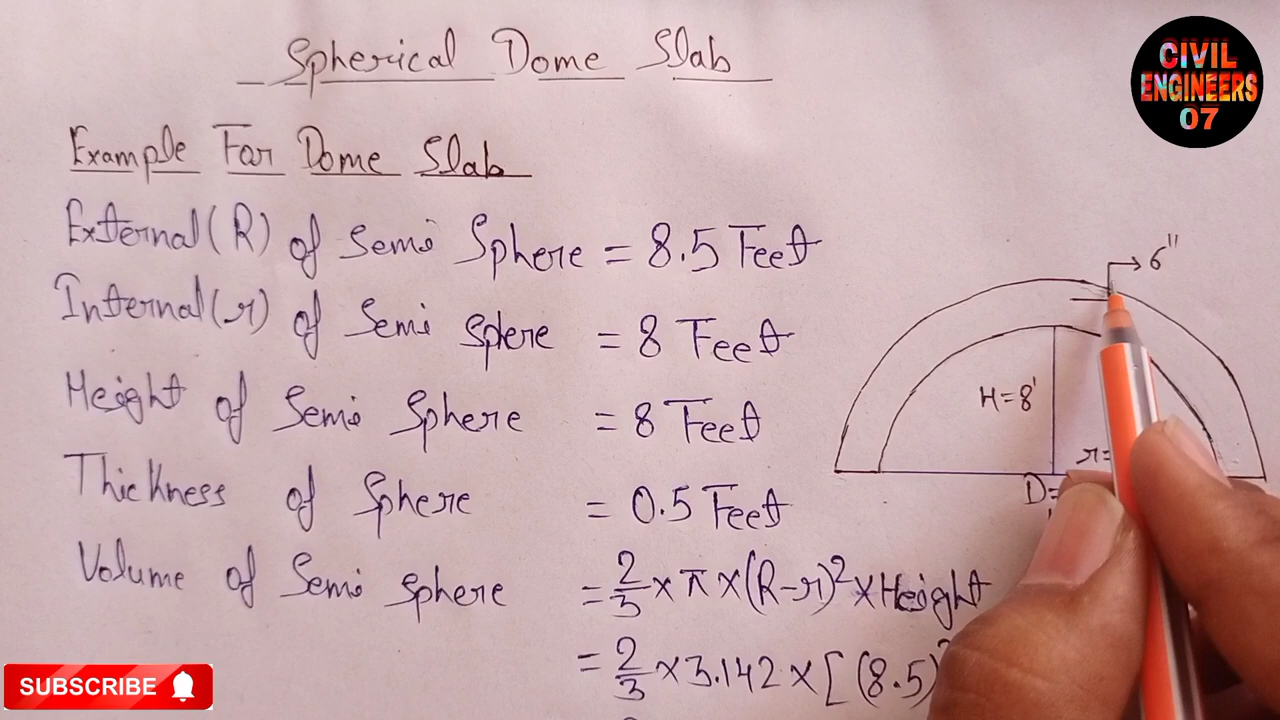 Spherical Dome Slab
CIVIL
ENGINEERS
07
Example For Dome Slab
External(R) of Semi Sphere = 8.5 Feet
Internal(r) of Semi sphere = 8 Feet
Height of Semi Sphere = 8 Feet
Thickness of Sphere = 0.5 Feet
Volume of Semi Sphere = 2/3 × π × (R-r)² × Height
= 2/3 × 3.142 × [(8.5)²
6"
H = 8'
r=
D=
SUBSCRIBE